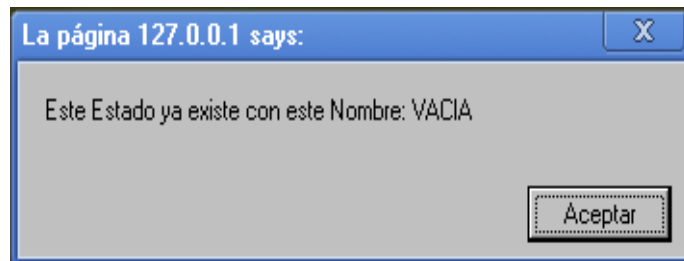 La página 127.0.0.1 says:
Este Estado ya existe con este Nombre: VACIA
Aceptar